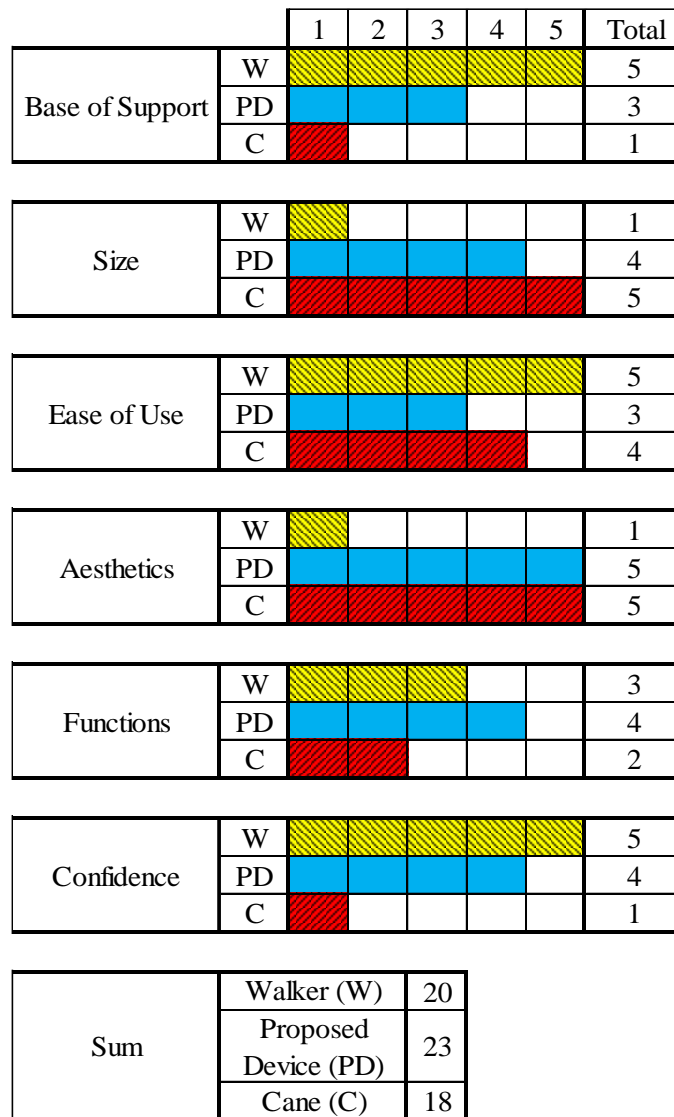 1 2 3 4 5 Total
W 5
Base of Support PD 3
C 1
W 1
Size PD 4
C 5
W 5
Ease of Use PD 3
C 4
W 1
Aesthetics PD 5
C 5
W 3
Functions PD 4
C 2
W 5
Confidence PD 4
C 1
Walker (W) 20
Sum Proposed 23
Device (PD)
Cane (C) 18